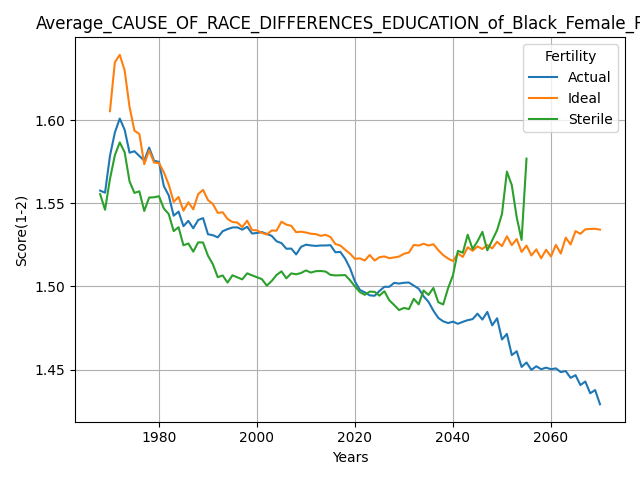 Average_CAUSE_OF_RACE_DIFFERENCES_EDUCATION_of_Black_Female_
Fertility
Actual
Ideal
Sterile
Score(1-2)
1.60
1.55
1.50
1.45
1980
2000
2020
2040
2060
Years